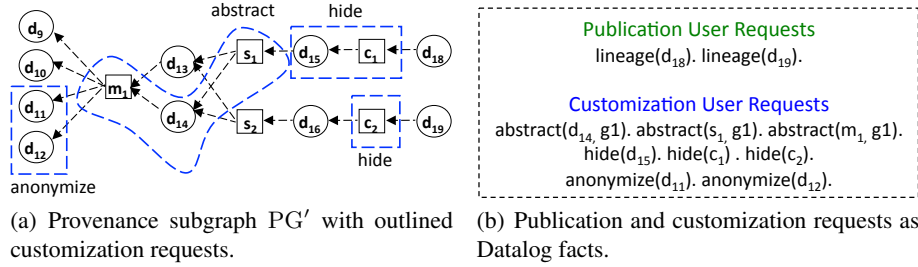 abstract
hide
d9
d10
d11
d12
m1
d13
d14
s1
s2
d15
c1
d18
d16
c2
d19
hide
anonymize
(a) Provenance subgraph PG′ with outlined
customization requests.
Publication User Requests
lineage(d18). lineage(d19).
Customization User Requests
abstract(d14, g1). abstract(s1, g1). abstract(m1, g1).
hide(d15). hide(c1) . hide(c2).
anonymize(d11). anonymize(d12).
(b) Publication and customization requests as
Datalog facts.